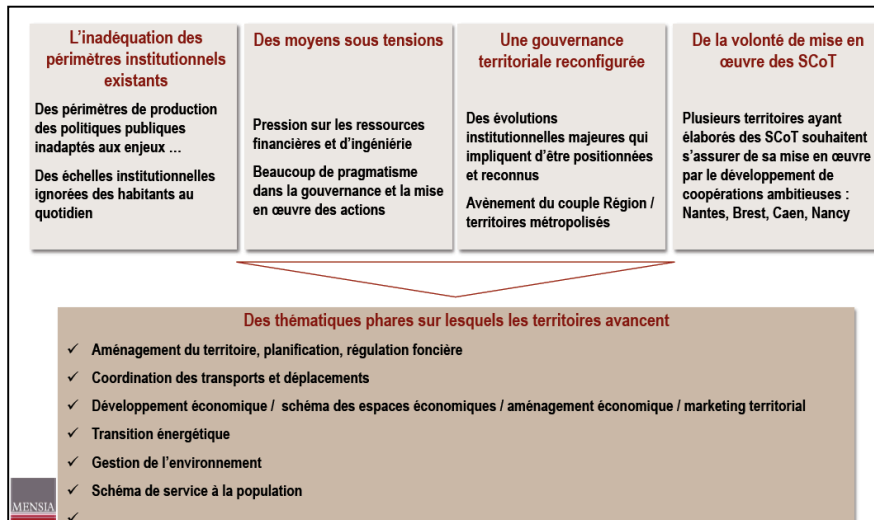 L’inadéquation des
périmètres institutionnels
existants
Des périmètres de production
des politiques publiques
inadaptés aux enjeux …
Des échelles institutionnelles
ignorées des habitants au
quotidien
Des moyens sous tensions
Pression sur les ressources
financières et d’ingéniérie
Beaucoup de pragmatisme
dans la gouvernance et la mise
en œuvre des actions
Une gouvernance
territoriale reconfigurée
Des évolutions
institutionnelles majeures qui
impliquent d’être positionnées
et reconnus
Avènement du couple Région /
territoires métropolisés
De la volonté de mise en
œuvre des SCoT
Plusieurs territoires ayant
élaborés des SCoT souhaitent
s’assurer de sa mise en œuvre
par le développement de
coopérations ambitieuses :
Nantes, Brest, Caen, Nancy
Des thématiques phares sur lesquels les territoires avancent
✓ Aménagement du territoire, planification, régulation foncière
✓ Coordination des transports et déplacements
✓ Développement économique / schéma des espaces économiques / aménagement économique / marketing territorial
✓ Transition énergétique
✓ Gestion de l’environnement
✓ Schéma de service à la population
✓
MENSIA